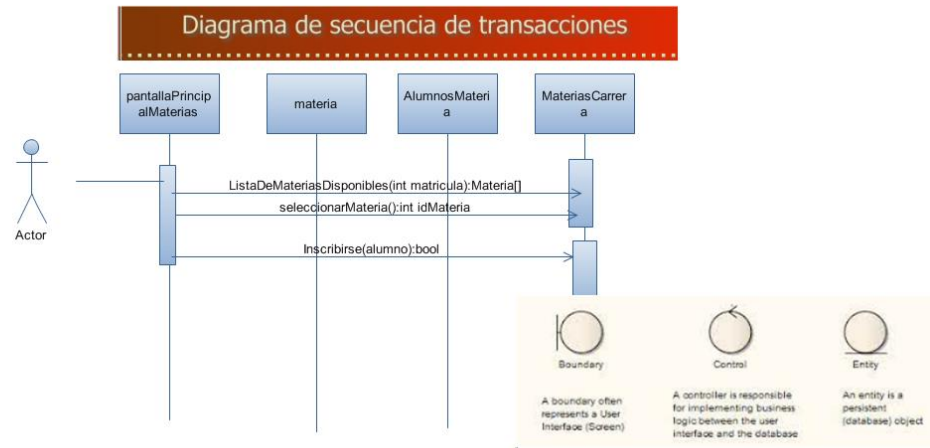 Diagrama de secuencia de transacciones
pantallaPrincip
alMaterias
materia
AlumnosMateri
a
MateriasCarrer
a
Actor
ListaDeMateriasDisponibles(int matricula):Materia[]
seleccionarMateria():int idMateria
Inscribirse(alumno):bool
Boundary
Control
Entity
A boundary often
represents a User
Interface (Screen)
A controller is responsible
for implementing business
logic between the user
interface and the database
An entity is a
persistent
(database) object